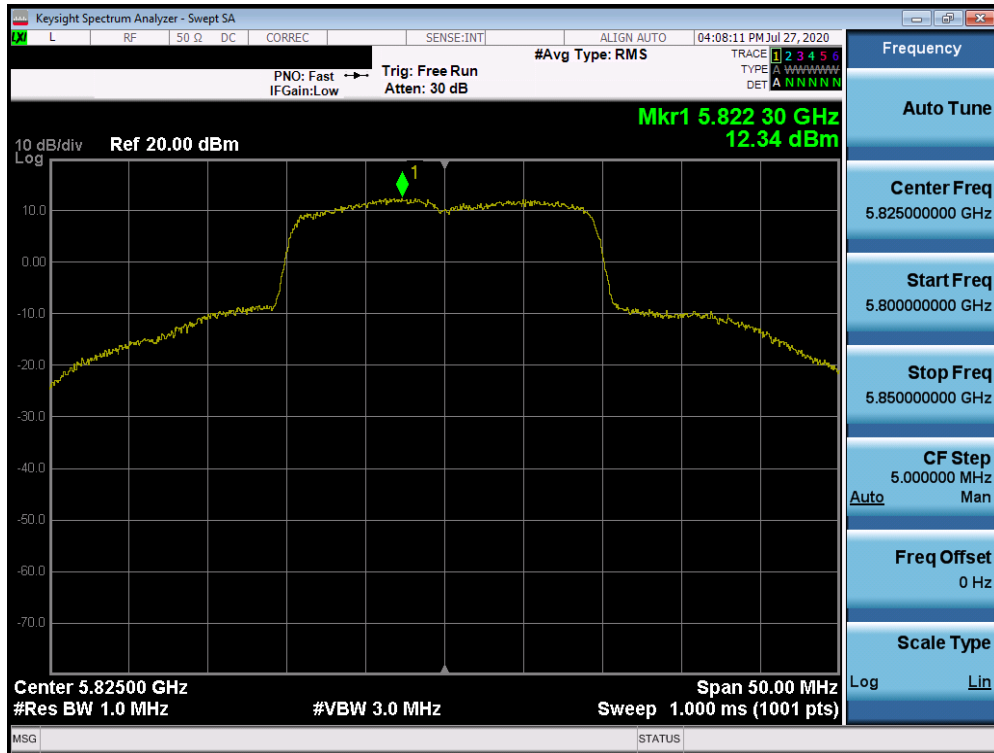 Keysight Spectrum Analyzer - Swept SA
LXI L RF 50 Ω DC CORREC SENSE:INT ALIGN AUTO 04:08:11 PM Jul 27, 2020
PNO: Fast
IFGain:Low
Trig: Free Run
Atten: 30 dB
#Avg Type: RMS
TRACE 1 2 3 4 5 6
TYPE A WWWWW
DET A N N N N N
Mkr1 5.822 30 GHz
12.34 dBm
10 dB/div Ref 20.00 dBm
Log
1
10.0
0.00
-10.0
-20.0
-30.0
-40.0
-50.0
-60.0
-70.0
Center 5.82500 GHz Span 50.00 MHz
#Res BW 1.0 MHz #VBW 3.0 MHz Sweep 1.000 ms (1001 pts)
MSG STATUS
Frequency
Auto Tune
Center Freq
5.825000000 GHz
Start Freq
5.800000000 GHz
Stop Freq
5.850000000 GHz
CF Step
5.000000 MHz
Auto Man
Freq Offset
0 Hz
Scale Type
Log Lin